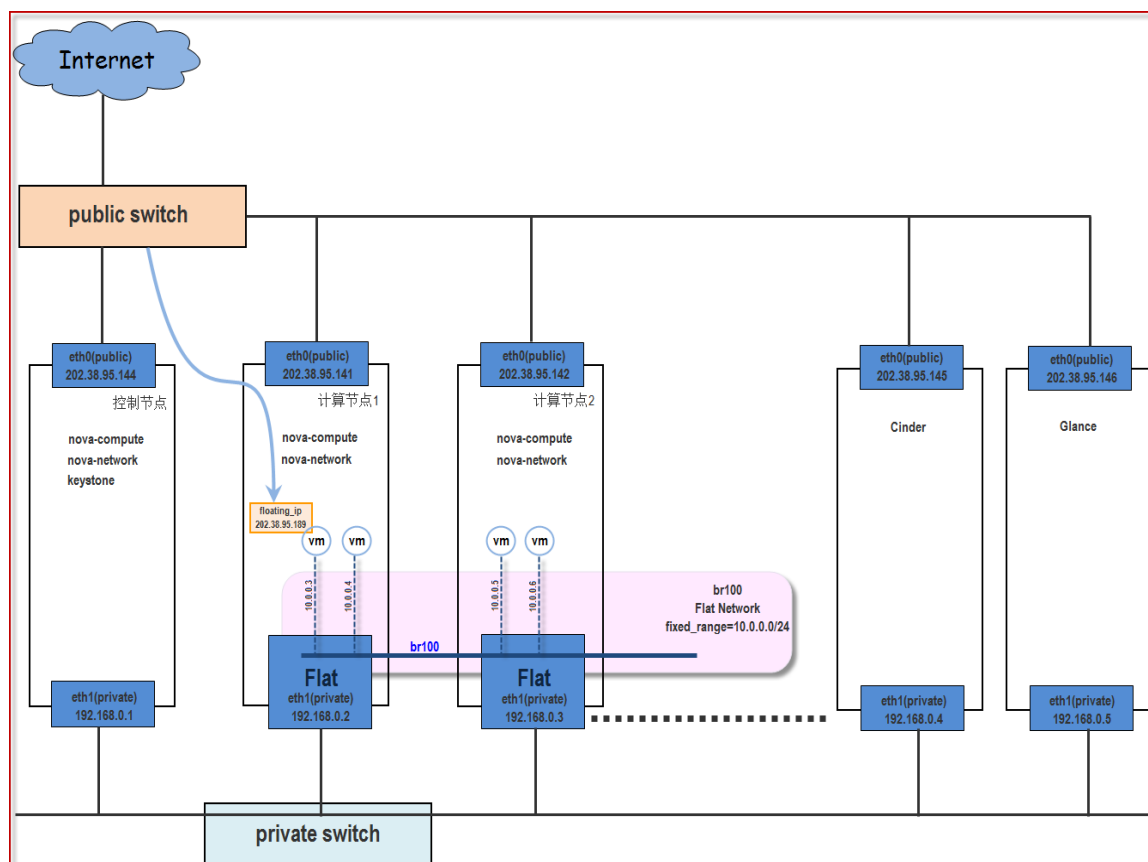 Internet
public switch
eth0(public)
202.38.95.144
控制节点
nova-compute
nova-network
keystone
eth1(private)
192.168.0.1
eth0(public)
202.38.95.141
计算节点1
nova-compute
nova-network
floating_ip
202.38.95.189
vm
vm
10.0.0.3
10.0.0.4
Flat
eth1(private)
192.168.0.2
br100
eth0(public)
202.38.95.142
计算节点2
nova-compute
nova-network
vm
vm
10.0.0.5
10.0.0.6
Flat
eth1(private)
192.168.0.3
br100
Flat Network
fixed_range=10.0.0.0/24
eth0(public)
202.38.95.145
Cinder
eth1(private)
192.168.0.4
eth0(public)
202.38.95.146
Glance
eth1(private)
192.168.0.5
private switch